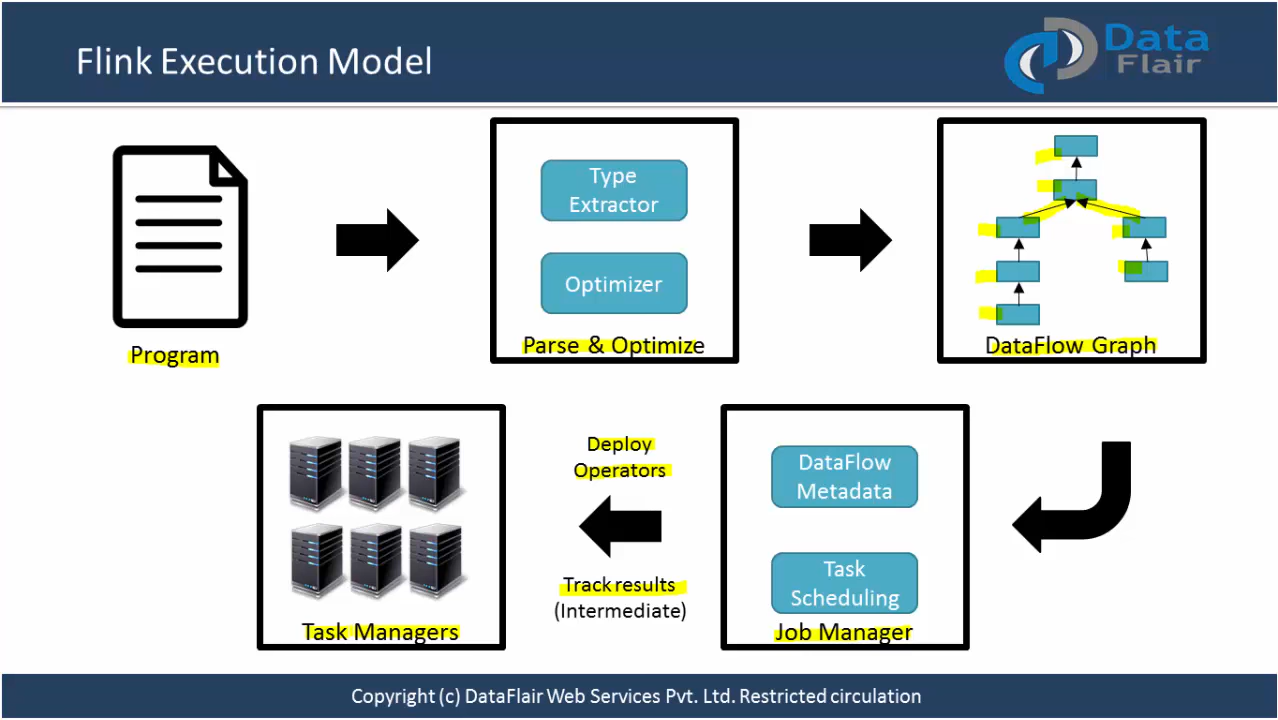 Flink Execution Model
Data
Flair
Type
Extractor
Optimizer
Parse & Optimize
Program
DataFlow Graph
Deploy
Operators
Track results
(Intermediate)
Task Managers
DataFlow
Metadata
Task
Scheduling
Job Manager
Copyright (c) DataFlair Web Services Pvt. Ltd. Restricted circulation